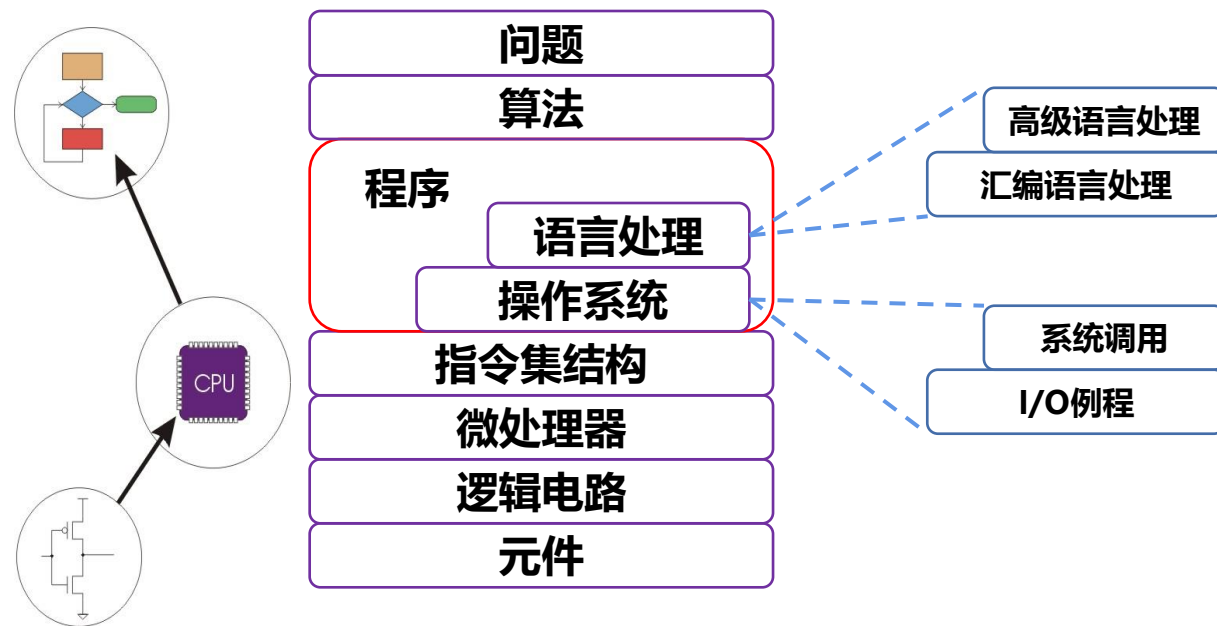 问题
算法
程序
语言处理
操作系统
指令集结构
微处理器
逻辑电路
元件
高级语言处理
汇编语言处理
系统调用
I/O例程
CPU